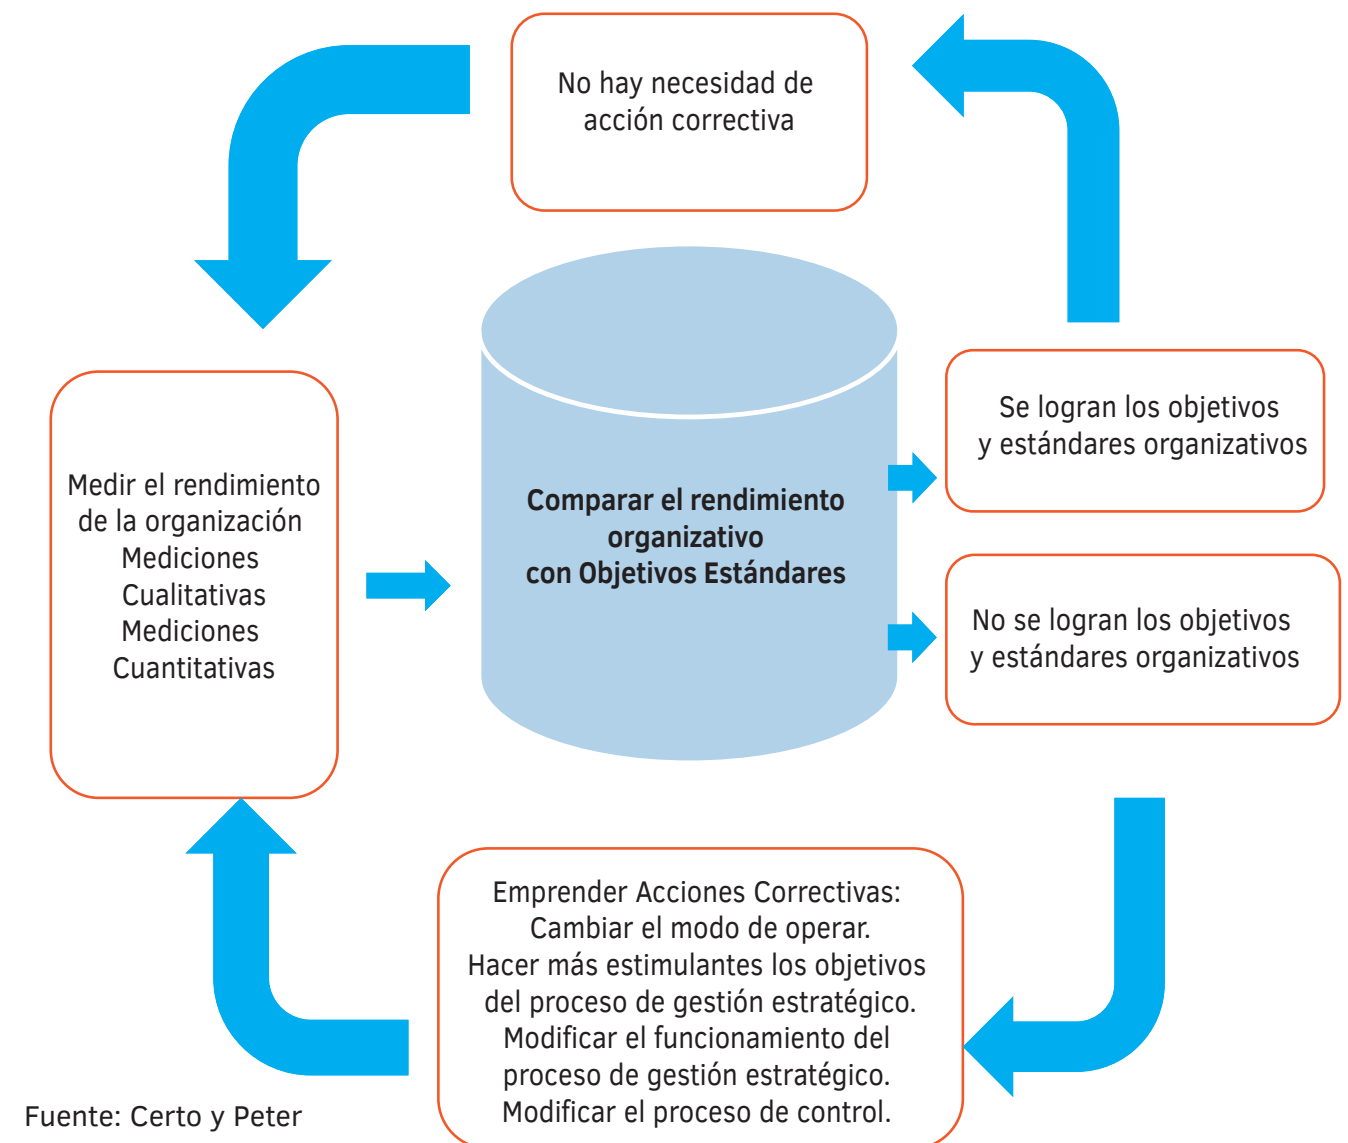 No hay necesidad de
acción correctiva
Se logran los objetivos
y estándares organizativos
Medir el rendimiento
de la organización
Mediciones
Cualitativas
Mediciones
Cuantitativas
Comparar el rendimiento
organizativo
con Objetivos Estándares
No se logran los objetivos
y estándares organizativos
Emprender Acciones Correctivas:
Cambiar el modo de operar.
Hacer más estimulantes los objetivos
del proceso de gestión estratégico.
Modificar el funcionamiento del
proceso de gestión estratégico.
Modificar el proceso de control.
Fuente: Certo y Peter